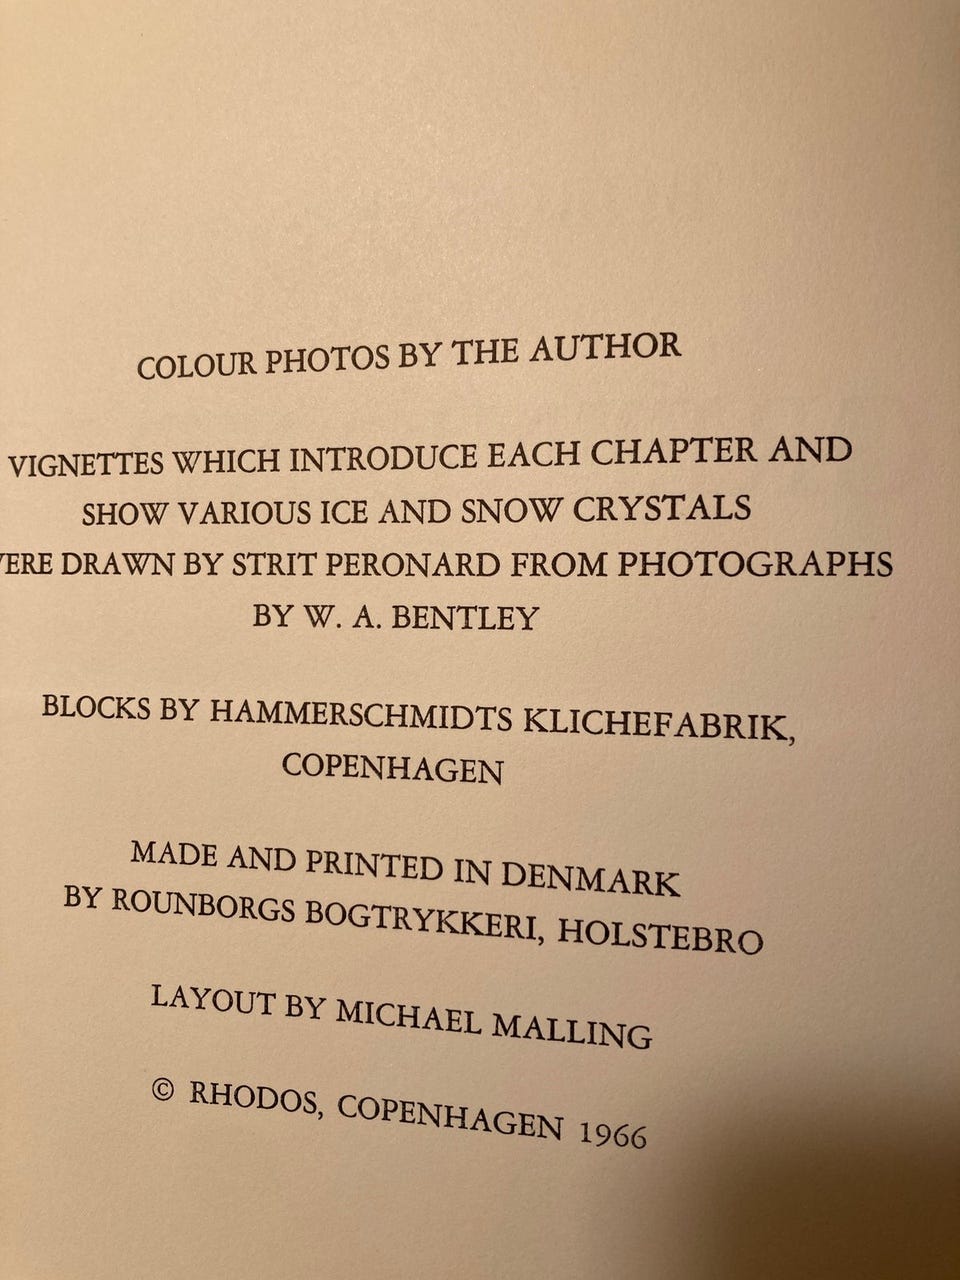 COLOUR PHOTOS BY THE AUTHOR
VIGNETTES WHICH INTRODUCE EACH CHAPTER AND
SHOW VARIOUS ICE AND SNOW CRYSTALS
ERE DRAWN BY STRIT PERONARD FROM PHOTOGRAPHS
BY W. A. BENTLEY
BLOCKS BY HAMMERSCHMIDTS KLICHEFABRIK,
COPENHAGEN
MADE AND PRINTED IN DENMARK
BY ROUNBORGS BOGTRYKKERI, HOLSTEBRO
LAYOUT BY MICHAEL MALLING
© RHODOS, COPENHAGEN 1966